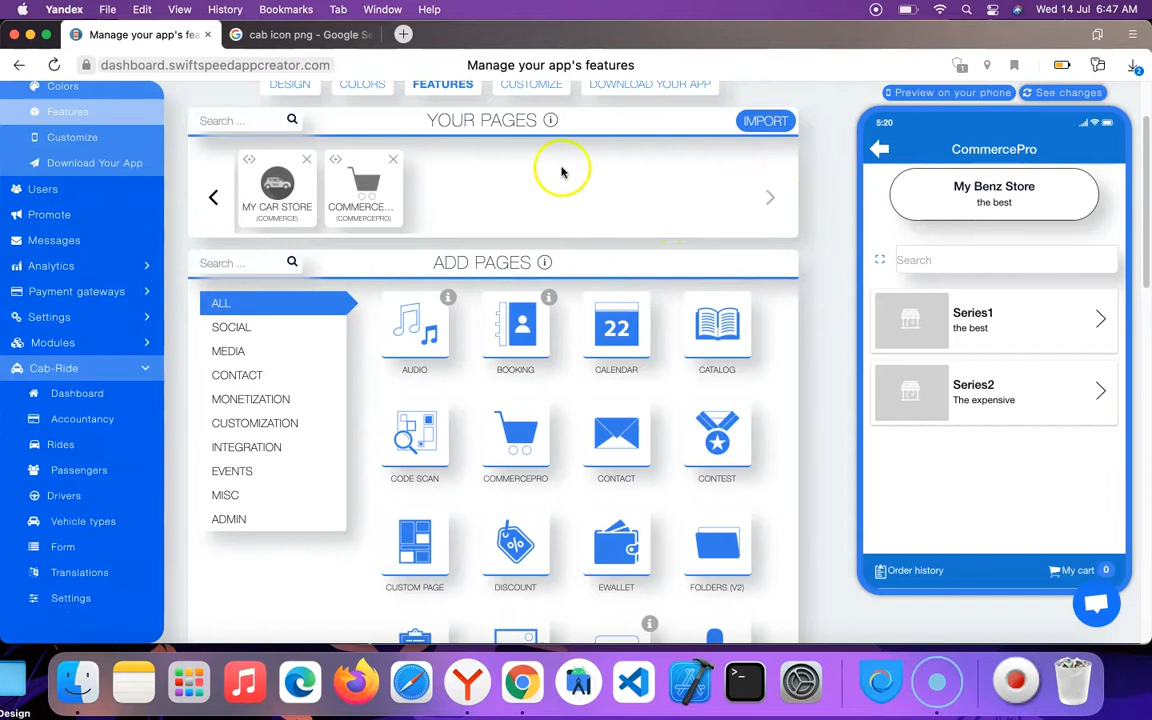 Yandex File Edit View History Bookmarks Tab Window Help Wed 14 Jul 6:47 AM
Manage your app's fea
cab icon png - Google Se
dashboard.swiftspeedappcreator.com Manage your app's features
2
Colors
Features
Customize
Download Your App
Users
Promote
Messages
Analytics
Payment gateways
Settings
Modules
Cab-Ride
Dashboard
Accountancy
Rides
Passengers
Drivers
Vehicle types
Form
Translations
Settings
DESIGN COLORS FEATURES CUSTOMIZE DOWNLOAD YOUR APP
Search ... YOUR PAGES IMPORT
MY CAR STORE
(COMMERCE)
COMMERCE...
(COMMERCEPRO)
Search ... ADD PAGES
ALL
SOCIAL
MEDIA
CONTACT
MONETIZATION
CUSTOMIZATION
INTEGRATION
EVENTS
MISC
ADMIN
22
AUDIO BOOKING CALENDAR CATALOG
CODE SCAN COMMERCEPRO CONTACT CONTEST
%
CUSTOM PAGE DISCOUNT EWALLET FOLDERS (V2)
Preview on your phone See changes
5:20
CommercePro
My Benz Store
the best
Search
Series1
the best
Series2
The expensive
Order history My cart 0
Design